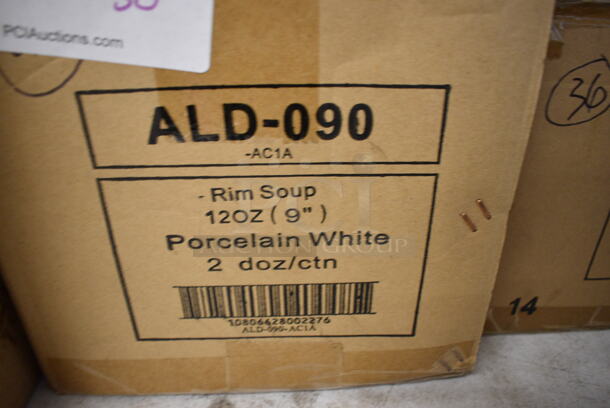 PCIAuctions.com
36
ALD-090
-AC1A
- Rim Soup
12OZ ( 9" )
Porcelain White
2 doz/ctn
10806628002276
ALD-090-AC1A
14